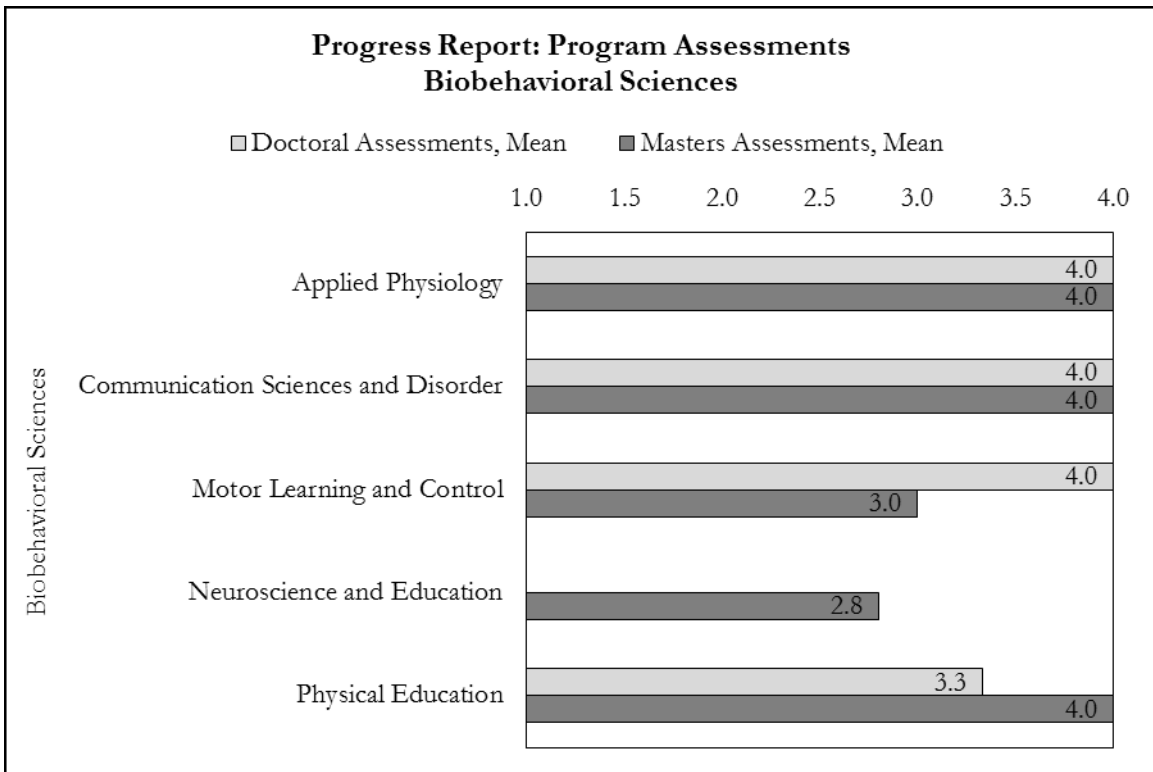 Progress Report: Program Assessments
Biobehavioral Sciences
Doctoral Assessments, Mean Masters Assessments, Mean
1.0 1.5 2.0 2.5 3.0 3.5 4.0
Biobehavioral Sciences
Applied Physiology
4.0
4.0
Communication Sciences and Disorder
4.0
4.0
Motor Learning and Control
4.0
3.0
Neuroscience and Education
2.8
Physical Education
3.3
4.0